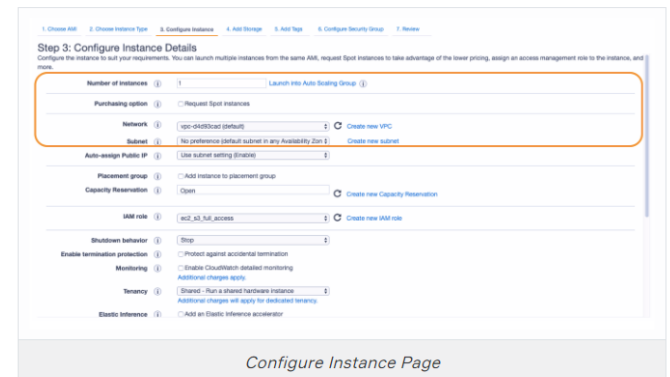 1. Choose AMI 2. Choose Instance Type 3. Configure Instance 4. Add Storage 5. Add Tags 6. Configure Security Group 7. Review
Step 3: Configure Instance Details
Configure the instance to suit your requirements. You can launch multiple instances from the same AMI, request Spot instances to take advantage of the lower pricing, assign an access management role to the instance, and
more.
Number of instances 1 Launch into Auto Scaling Group
Purchasing option Request Spot instances
Network vpc-d4d93cad (default) Create new VPC
Subnet No preference (default subnet in any Availability Zon Create new subnet
Auto-assign Public IP Use subnet setting (Enable)
Placement group Add instance to placement group
Capacity Reservation Open Create new Capacity Reservation
IAM role ec2_s3_full_access Create new IAM role
Shutdown behavior Stop
Enable termination protection Protect against accidental termination
Monitoring Enable CloudWatch detailed monitoring
Additional charges apply.
Tenancy Shared - Run a shared hardware instance
Additional charges will apply for dedicated tenancy.
Elastic Inference Add an Elastic Inference accelerator
Configure Instance Page